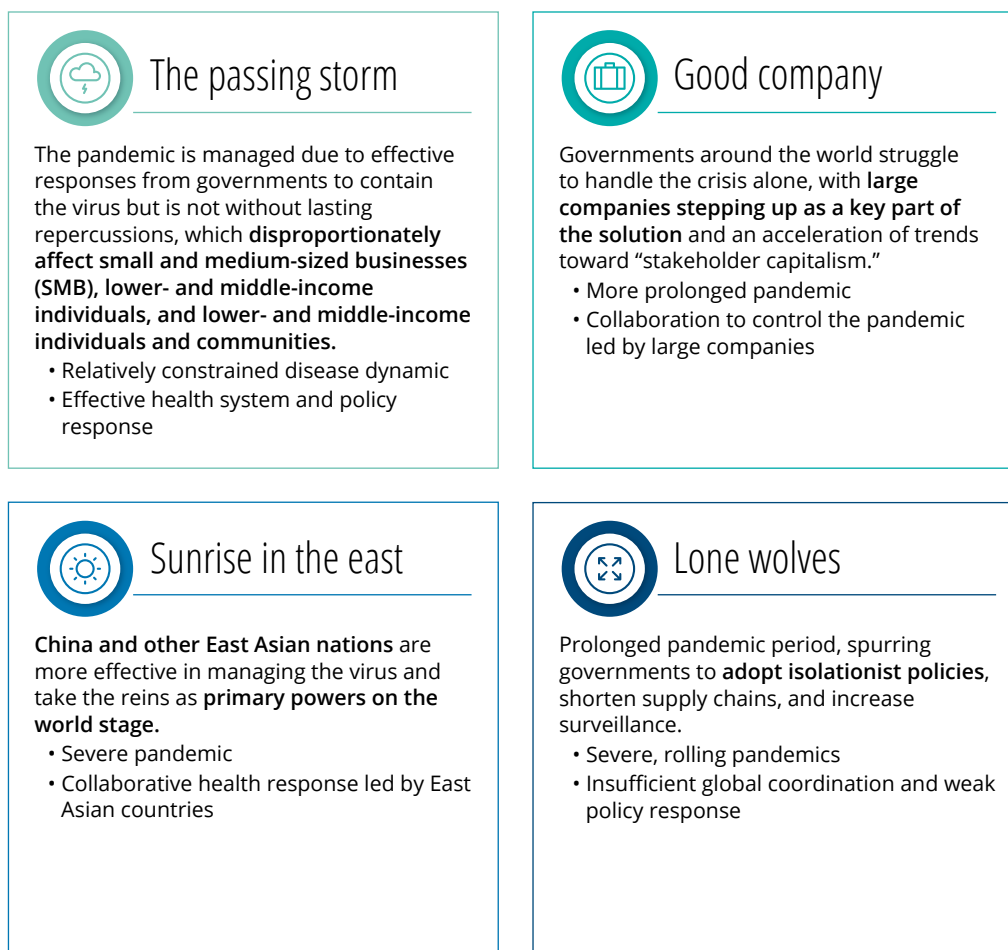 The passing storm
The pandemic is managed due to effective
responses from governments to contain
the virus but is not without lasting
repercussions, which disproportionately
affect small and medium-sized businesses
(SMB), lower- and middle-income
individuals, and lower- and middle-income
individuals and communities.
• Relatively constrained disease dynamic
• Effective health system and policy
response
Good company
Governments around the world struggle
to handle the crisis alone, with large
companies stepping up as a key part of
the solution and an acceleration of trends
toward “stakeholder capitalism.”
• More prolonged pandemic
• Collaboration to control the pandemic
led by large companies
Sunrise in the east
China and other East Asian nations are
more effective in managing the virus and
take the reins as primary powers on the
world stage.
• Severe pandemic
• Collaborative health response led by East
Asian countries
Lone wolves
Prolonged pandemic period, spurring
governments to adopt isolationist policies,
shorten supply chains, and increase
surveillance.
• Severe, rolling pandemics
• Insufficient global coordination and weak
policy response